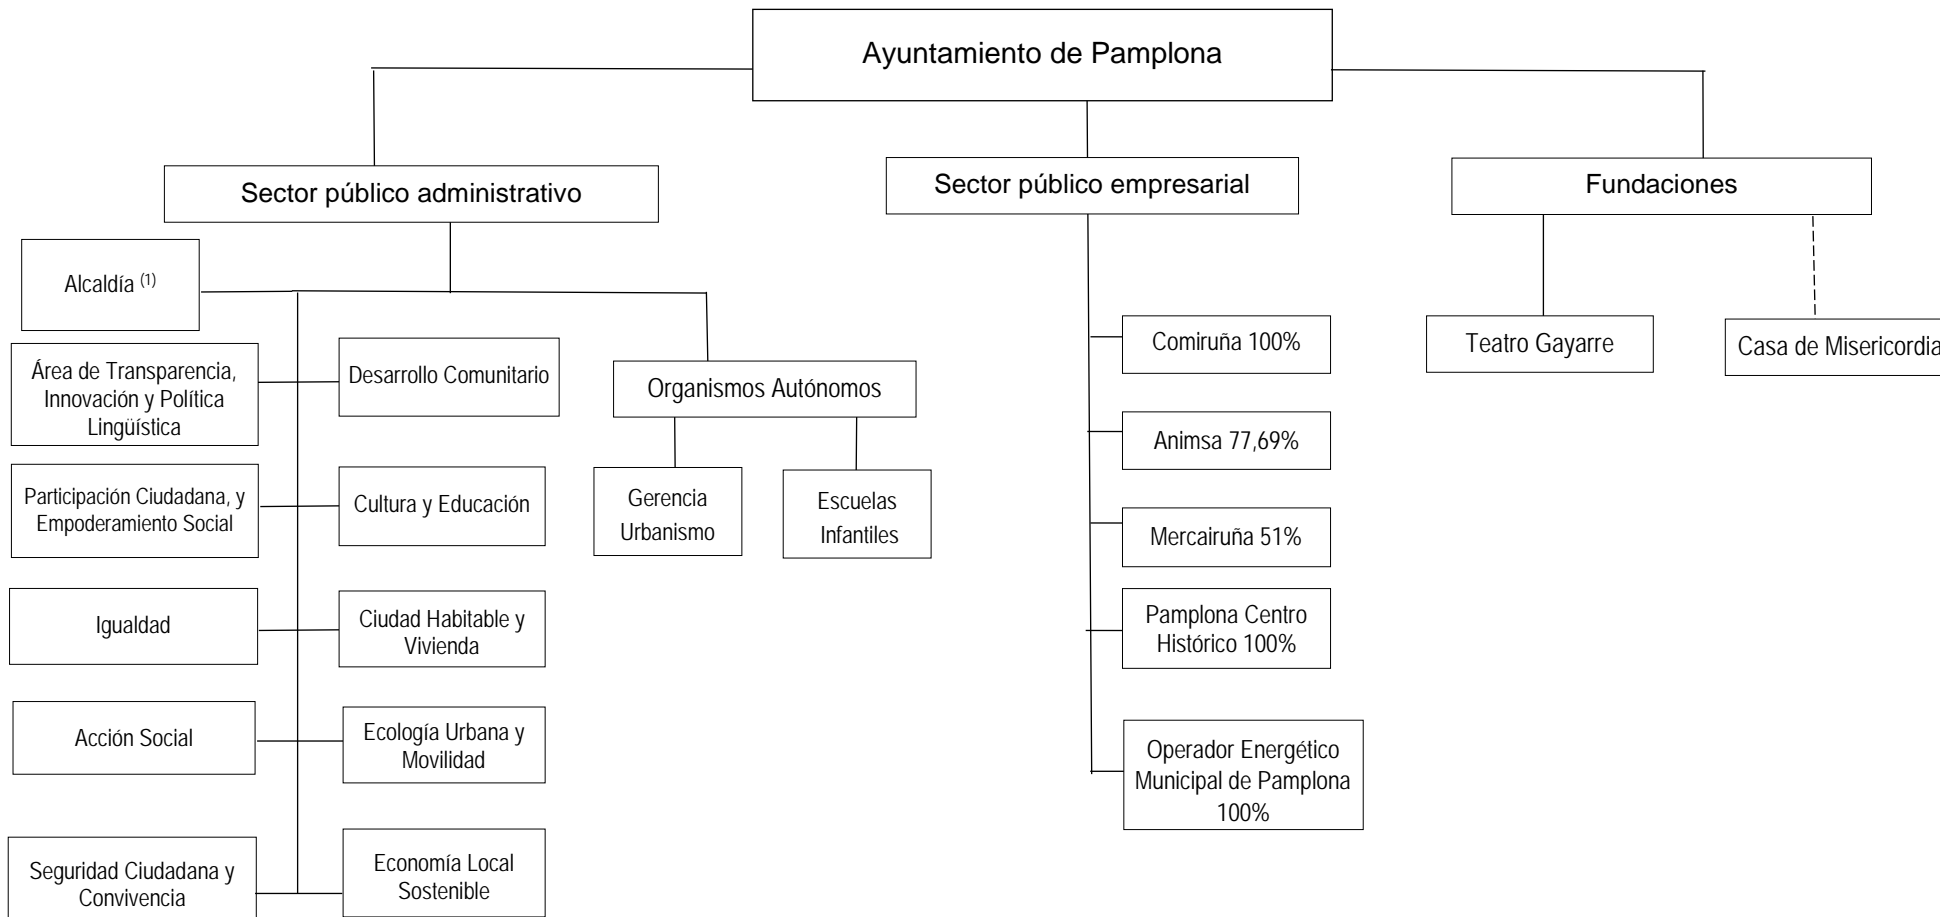 Ayuntamiento de Pamplona
Sector público administrativo
Sector público empresarial
Fundaciones
Alcaldía (1)
Área de Transparencia,
Innovación y Política
Lingüística
Desarrollo Comunitario
Participación Ciudadana, y
Empoderamiento Social
Cultura y Educación
Igualdad
Ciudad Habitable y
Vivienda
Acción Social
Ecología Urbana y
Movilidad
Seguridad Ciudadana y
Convivencia
Economía Local
Sostenible
Organismos Autónomos
Gerencia
Urbanismo
Escuelas
Infantiles
Comiruña 100%
Animsa 77,69%
Mercairuña 51%
Pamplona Centro
Histórico 100%
Operador Energético
Municipal de Pamplona
100%
Teatro Gayarre
Casa de Misericordia